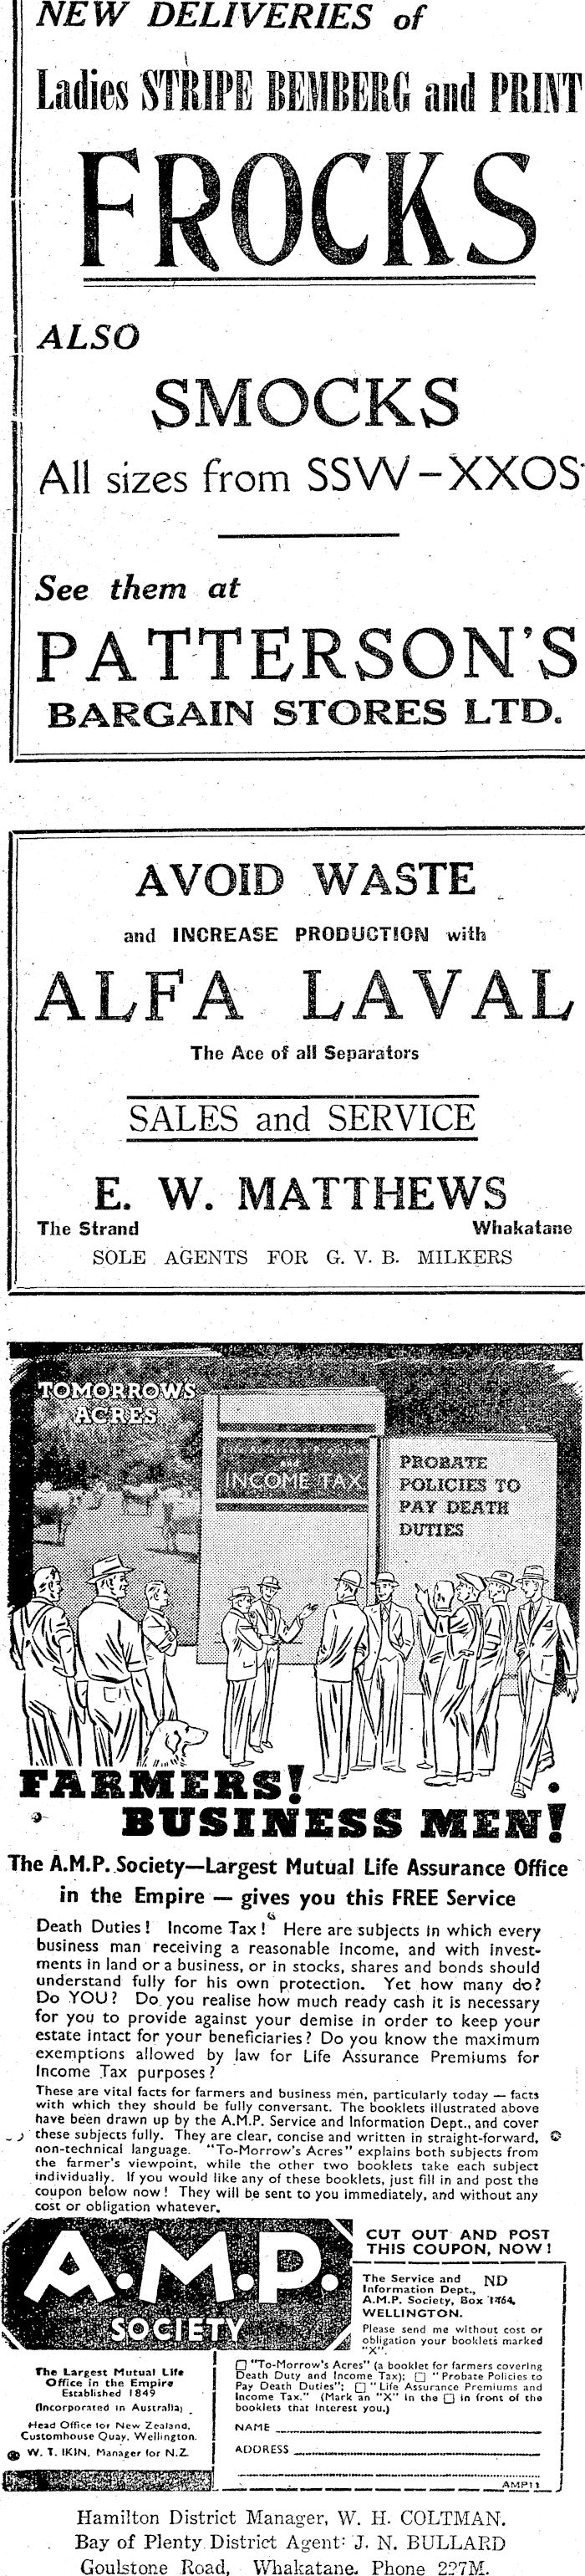 NEW DELIVERIES of
Ladies STRIPE BEMBERG and PRINT
FROCKS
ALSO
SMOCKS
All sizes from SSW-XXOS
See them at
PATTERSON'S
BARGAIN STORES LTD.
AVOID WASTE
and INCREASE PRODUCTION with
ALFA LAVAL
The Ace of all Separators
SALES and SERVICE
E. W. MATTHEWS
The Strand Whakatane
SOLE AGENTS FOR G. V. B. MILKERS
TOMORROWS
ACRES
Life Assurance Premiums
and
INCOME TAX
PROBATE
POLICIES TO
PAY DEATH
DUTIES
FARMERS!
BUSINESS MEN!
The A.M.P. Society—Largest Mutual Life Assurance Office
in the Empire — gives you this FREE Service
Death Duties! Income Tax! Here are subjects in which every
business man receiving a reasonable income, and with invest-
ments in land or a business, or in stocks, shares and bonds should
understand fully for his own protection. Yet how many do?
Do YOU? Do you realise how much ready cash it is necessary
for you to provide against your demise in order to keep your
estate intact for your beneficiaries? Do you know the maximum
exemptions allowed by law for Life Assurance Premiums for
Income Tax purposes?
These are vital facts for farmers and business men, particularly today — facts
with which they should be fully conversant. The booklets illustrated above
have been drawn up by the A.M.P. Service and Information Dept., and cover
these subjects fully. They are clear, concise and written in straight-forward,
non-technical language. "To-Morrow's Acres" explains both subjects from
the farmer's viewpoint, while the other two booklets take each subject
individually. If you would like any of these booklets, just fill in and post the
coupon below now! They will be sent to you immediately, and without any
cost or obligation whatever.
A.M.P.
SOCIETY
The Largest Mutual Life
Office in the Empire
Established 1849
(Incorporated in Australia)
Head Office for New Zealand,
Customhouse Quay, Wellington.
W. T. IKIN, Manager for N.Z.
CUT OUT AND POST
THIS COUPON, NOW!
The Service and ND
Information Dept.,
A.M.P. Society, Box 1764,
WELLINGTON.
Please send me without cost or
obligation your booklets marked
"X".
☐ "To-Morrow's Acres" (a booklet for farmers covering
Death Duty and Income Tax); ☐ "Probate Policies to
Pay Death Duties"; ☐ "Life Assurance Premiums and
Income Tax." (Mark an "X" in the ☐ in front of the
booklets that interest you.)
NAME
ADDRESS
AMP11
Hamilton District Manager, W. H. COLTMAN.
Bay of Plenty District Agent: J. N. BULLARD
Goulstone Road, Whakatane. Phone 227M.